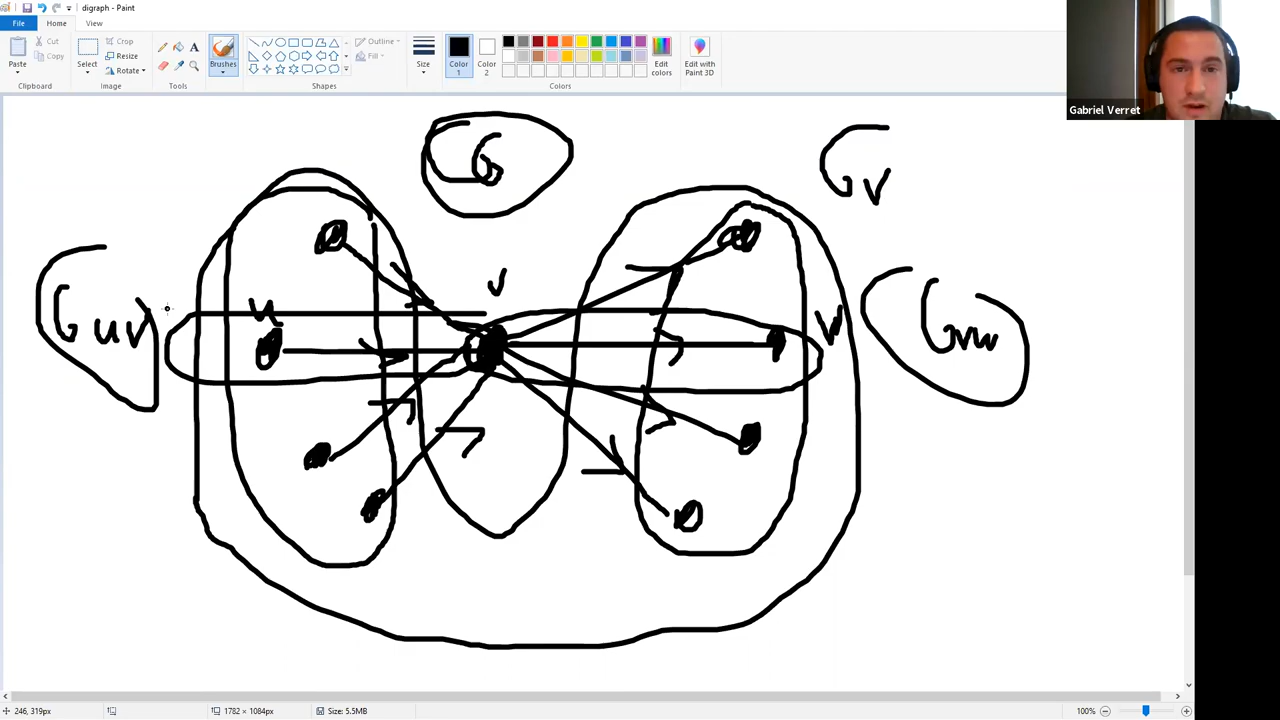 digraph - Paint
File Home View
Cut
Copy
Paste
Clipboard
Select
Crop
Resize
Rotate
Image
A
Tools
Brushes
Outline
Fill
Shapes
Size
Color 1
Color 2
Edit colors
Edit with Paint 3D
Colors
Gabriel Verret
G
Gv
v
Guv
u
w
Gvw
246, 319px
1782 × 1084px
Size: 5.5MB
100%